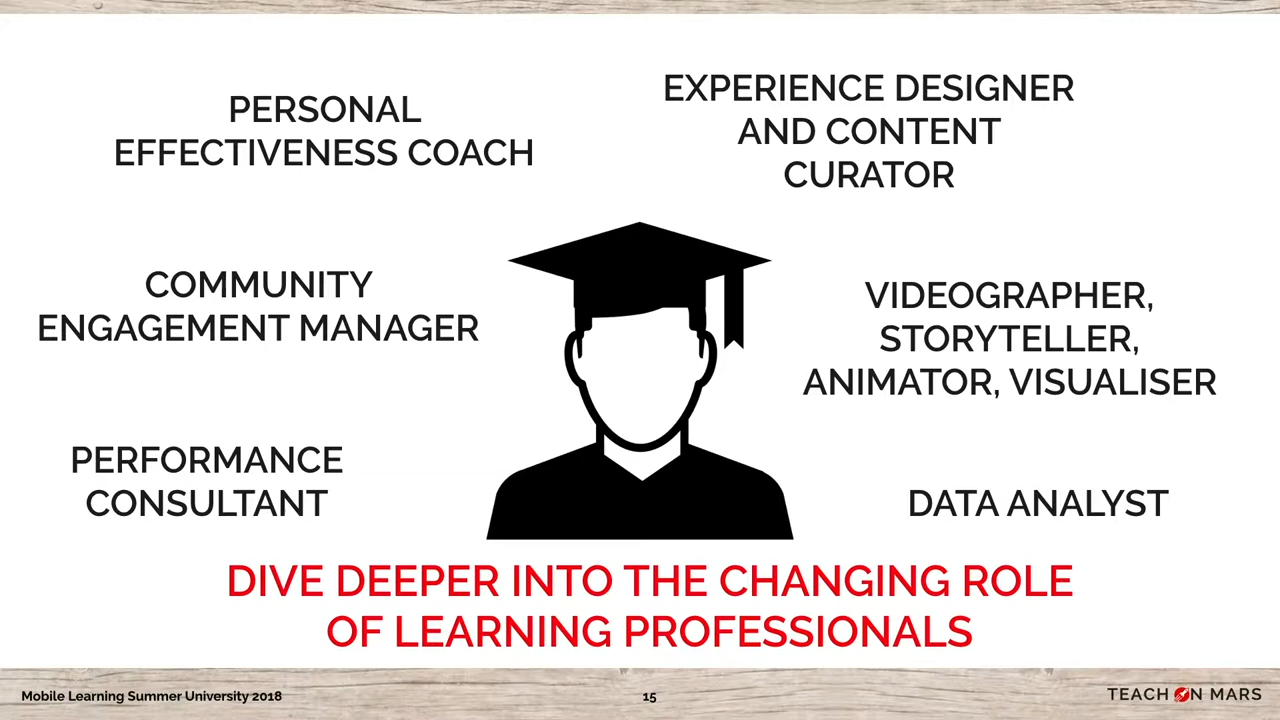 PERSONAL
EFFECTIVENESS COACH
EXPERIENCE DESIGNER
AND CONTENT
CURATOR
COMMUNITY
ENGAGEMENT MANAGER
VIDEOGRAPHER,
STORYTELLER,
ANIMATOR, VISUALISER
PERFORMANCE
CONSULTANT
DATA ANALYST
DIVE DEEPER INTO THE CHANGING ROLE
OF LEARNING PROFESSIONALS
Mobile Learning Summer University 2018
15
TEACH ON MARS